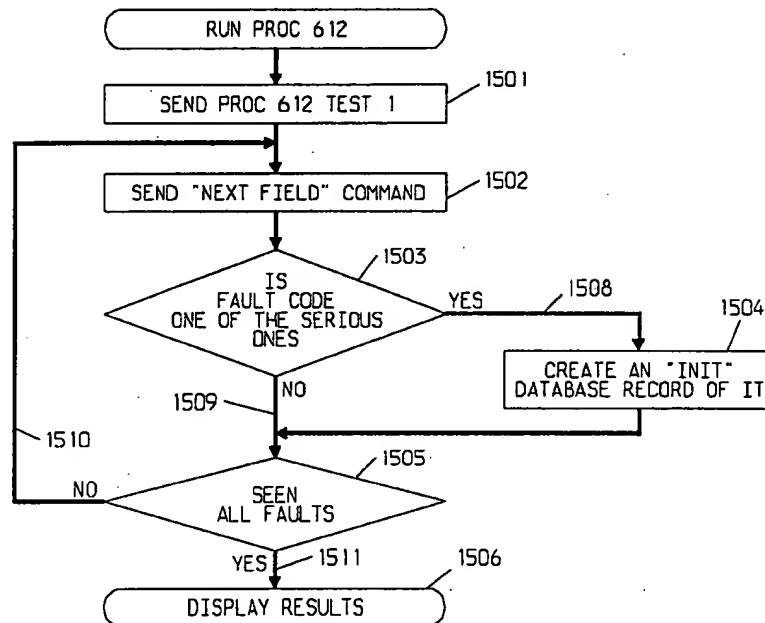 RUN PROC 612
1501
SEND PROC 612 TEST 1
1502
SEND "NEXT FIELD" COMMAND
1503
IS
FAULT CODE
ONE OF THE SERIOUS
ONES
YES
1508
1504
CREATE AN "INIT"
DATABASE RECORD OF IT
NO
1509
1510
1505
SEEN
ALL FAULTS
NO
YES
1511
1506
DISPLAY RESULTS